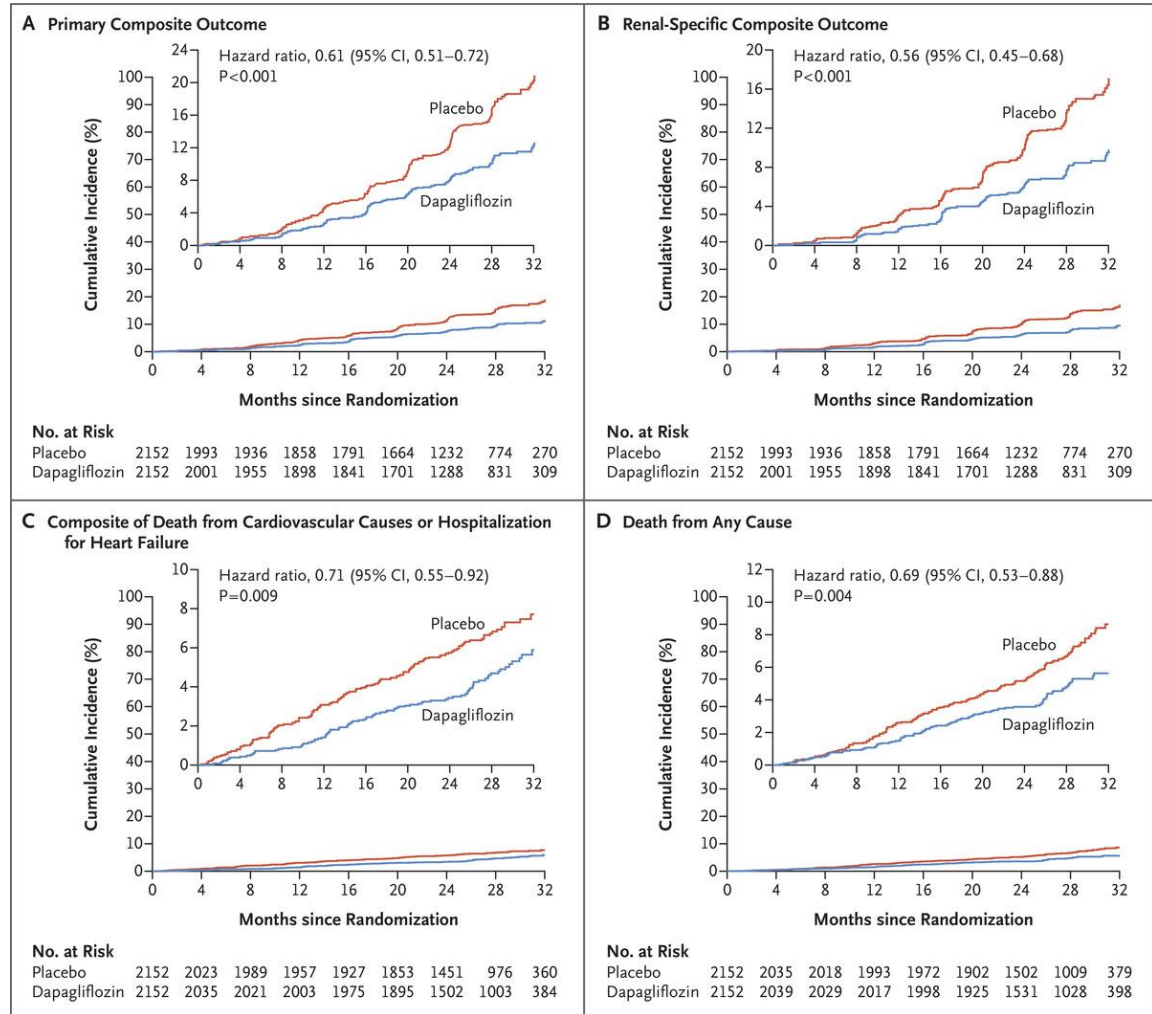 A Primary Composite Outcome
Hazard ratio, 0.61 (95% CI, 0.51–0.72)
P<0.001
24
20
16
12
8
4
0
Placebo
Dapagliflozin
0 4 8 12 16 20 24 28 32
Cumulative Incidence (%)
100
90
80
70
60
50
40
30
20
10
0
0 4 8 12 16 20 24 28 32
Months since Randomization
No. at Risk
Placebo 2152 1993 1936 1858 1791 1664 1232 774 270
Dapagliflozin 2152 2001 1955 1898 1841 1701 1288 831 309
B Renal-Specific Composite Outcome
Hazard ratio, 0.56 (95% CI, 0.45–0.68)
P<0.001
20
16
12
8
4
0
Placebo
Dapagliflozin
0 4 8 12 16 20 24 28 32
Cumulative Incidence (%)
100
90
80
70
60
50
40
30
20
10
0
0 4 8 12 16 20 24 28 32
Months since Randomization
No. at Risk
Placebo 2152 1993 1936 1858 1791 1664 1232 774 270
Dapagliflozin 2152 2001 1955 1898 1841 1701 1288 831 309
C Composite of Death from Cardiovascular Causes or Hospitalization
for Heart Failure
Hazard ratio, 0.71 (95% CI, 0.55–0.92)
P=0.009
10
8
6
4
2
0
Placebo
Dapagliflozin
0 4 8 12 16 20 24 28 32
Cumulative Incidence (%)
100
90
80
70
60
50
40
30
20
10
0
0 4 8 12 16 20 24 28 32
Months since Randomization
No. at Risk
Placebo 2152 2023 1989 1957 1927 1853 1451 976 360
Dapagliflozin 2152 2035 2021 2003 1975 1895 1502 1003 384
D Death from Any Cause
Hazard ratio, 0.69 (95% CI, 0.53–0.88)
P=0.004
12
10
8
6
4
2
0
Placebo
Dapagliflozin
0 4 8 12 16 20 24 28 32
Cumulative Incidence (%)
100
90
80
70
60
50
40
30
20
10
0
0 4 8 12 16 20 24 28 32
Months since Randomization
No. at Risk
Placebo 2152 2035 2018 1993 1972 1902 1502 1009 379
Dapagliflozin 2152 2039 2029 2017 1998 1925 1531 1028 398